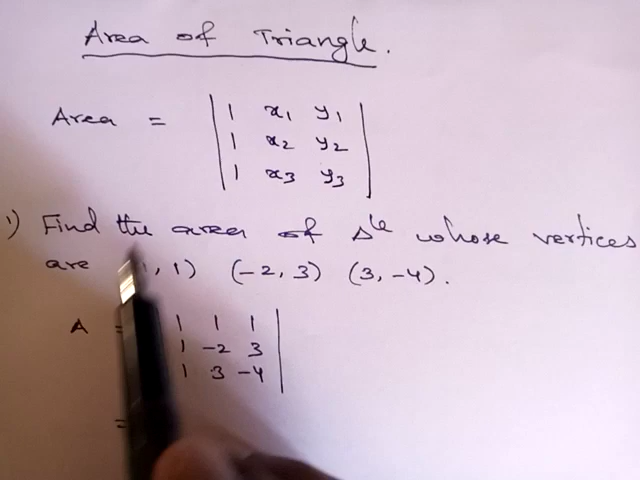 Area of Triangle.
Area = | 1 x₁ y₁ |
| 1 x₂ y₂ |
| 1 x₃ y₃ |
1) Find the area of Δle whose vertices
are , 1) (-2, 3) (3, -4).
A = 1 1 1 |
1 -2 3 |
1 3 -4 |
=